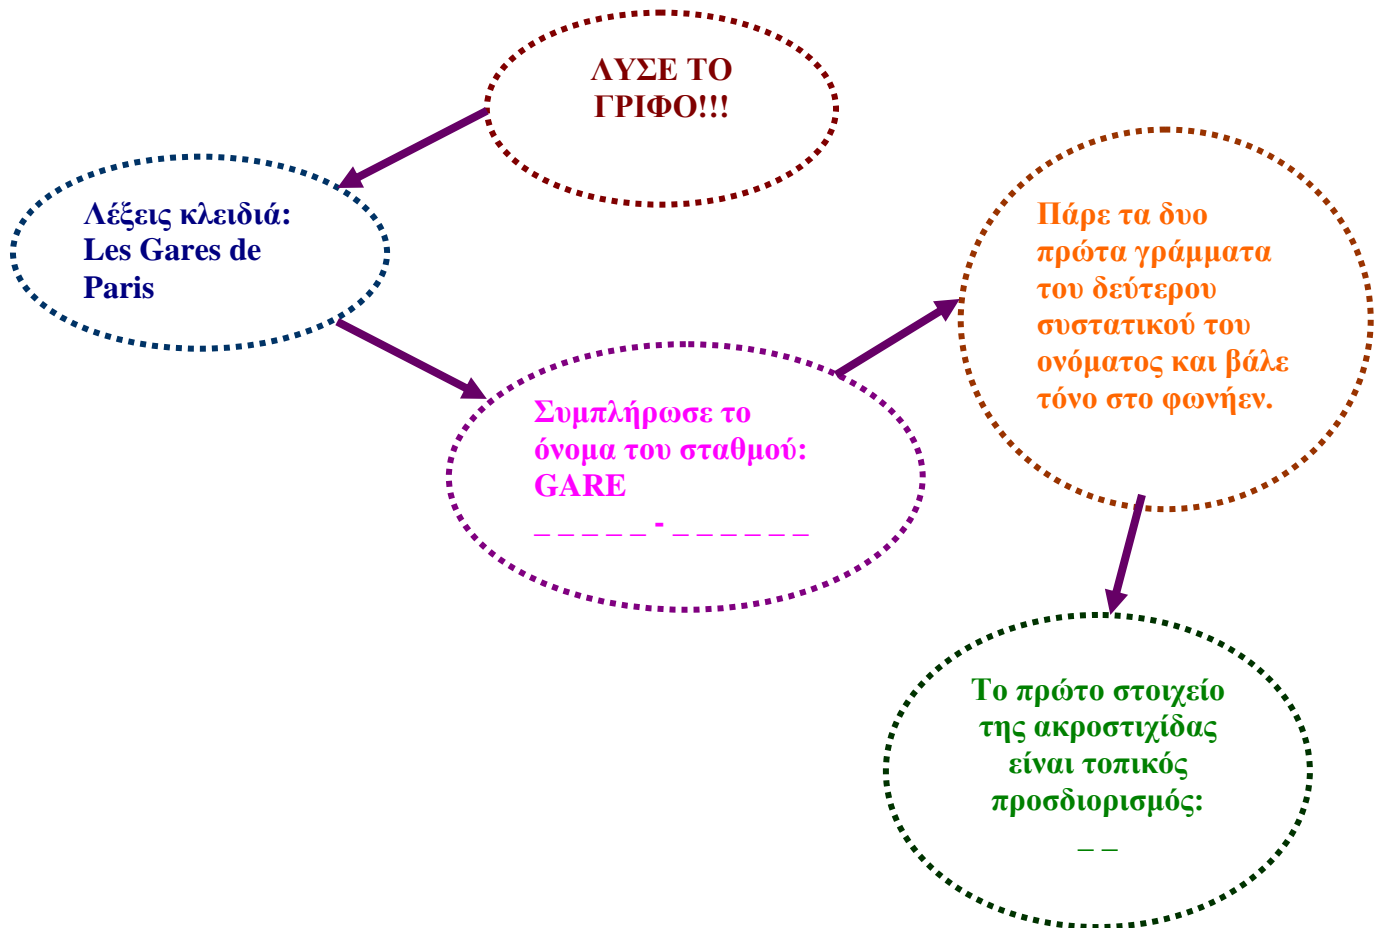 ΛΥΣΕ ΤΟ
ΓΡΙΦΟ!!!
Λέξεις κλειδιά:
Les Gares de
Paris
Συμπλήρωσε το
όνομα του σταθμού:
GARE
_ _ _ _ _ - _ _ _ _ _ _
Πάρε τα δυο
πρώτα γράμματα
του δεύτερου
συστατικού του
ονόματος και βάλε
τόνο στο φωνήεν.
Το πρώτο στοιχείο
της ακροστιχίδας
είναι τοπικός
προσδιορισμός:
_ _